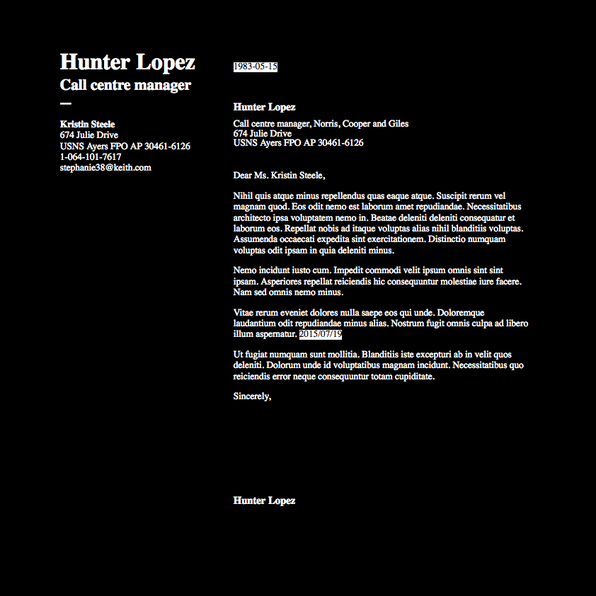 Hunter Lopez
Call centre manager
Kristin Steele
674 Julie Drive
USNS Ayers FPO AP 30461-6126
1-064-101-7617
stephanie38@keith.com
1983-05-15
Hunter Lopez
Call centre manager, Norris, Cooper and Giles
674 Julie Drive
USNS Ayers FPO AP 30461-6126
Dear Ms. Kristin Steele,
Nihil quis atque minus repellendus quas eaque atque. Suscipit rerum vel
magnam quod. Eos odit nemo est laborum amet repudiandae. Necessitatibus
architecto ipsa voluptatem nemo in. Beatae deleniti deleniti consequatur et
laborum eos. Repellat nobis ad itaque voluptas alias nihil blanditiis voluptas.
Assumenda occaecati expedita sint exercitationem. Distinctio numquam
voluptas odit ipsam in quia deleniti minus.
Nemo incidunt iusto cum. Impedit commodi velit ipsum omnis sint sint
ipsam. Asperiores repellat reiciendis hic consequuntur molestiae iure facere.
Nam sed omnis nemo minus.
Vitae rerum eveniet dolores nulla saepe eos qui unde. Doloremque
laudantium odit repudiandae minus alias. Nostrum fugit omnis culpa ad libero
illum aspernatur. 2015/07/19
Ut fugiat numquam sunt mollitia. Blanditiis iste excepturi ab in velit quos
deleniti. Dolorum unde id voluptatibus magnam incidunt. Necessitatibus quo
reiciendis error neque consequuntur totam cupiditate.
Sincerely,
Hunter Lopez